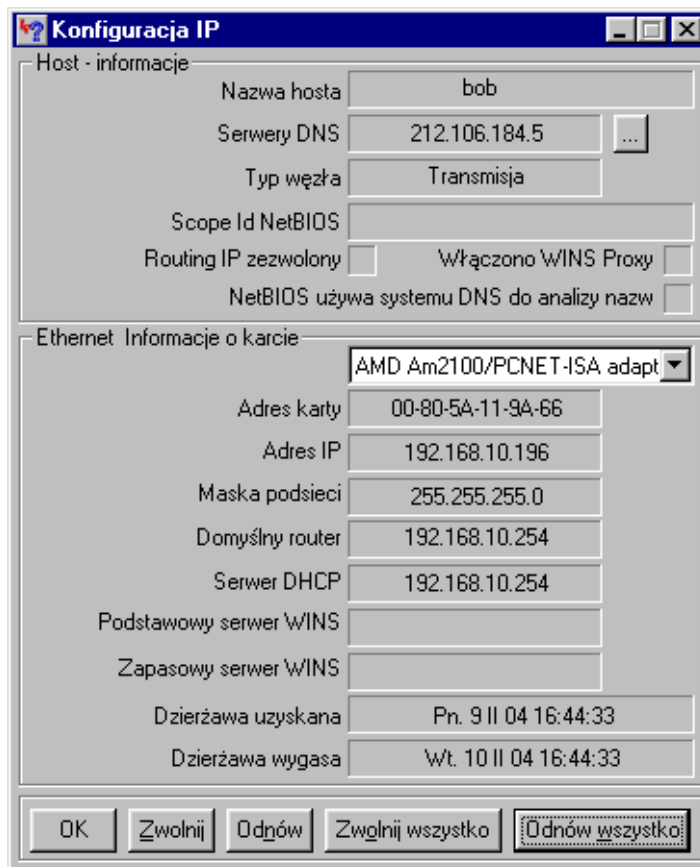 Konfiguracja IP
Host - informacje
Nazwa hosta bob
Serwery DNS 212.106.184.5 ...
Typ węzła Transmisja
Scope Id NetBIOS
Routing IP zezwolony Włączono WINS Proxy
NetBIOS używa systemu DNS do analizy nazw
Ethernet Informacje o karcie
AMD Am2100/PCNET-ISA adapt
Adres karty 00-80-5A-11-9A-66
Adres IP 192.168.10.196
Maska podsieci 255.255.255.0
Domyślny router 192.168.10.254
Serwer DHCP 192.168.10.254
Podstawowy serwer WINS
Zapasowy serwer WINS
Dzierżawa uzyskana Pn. 9 II 04 16:44:33
Dzierżawa wygasa Wt. 10 II 04 16:44:33
OK Zwolnij Odnów Zwolnij wszystko Odnów wszystko